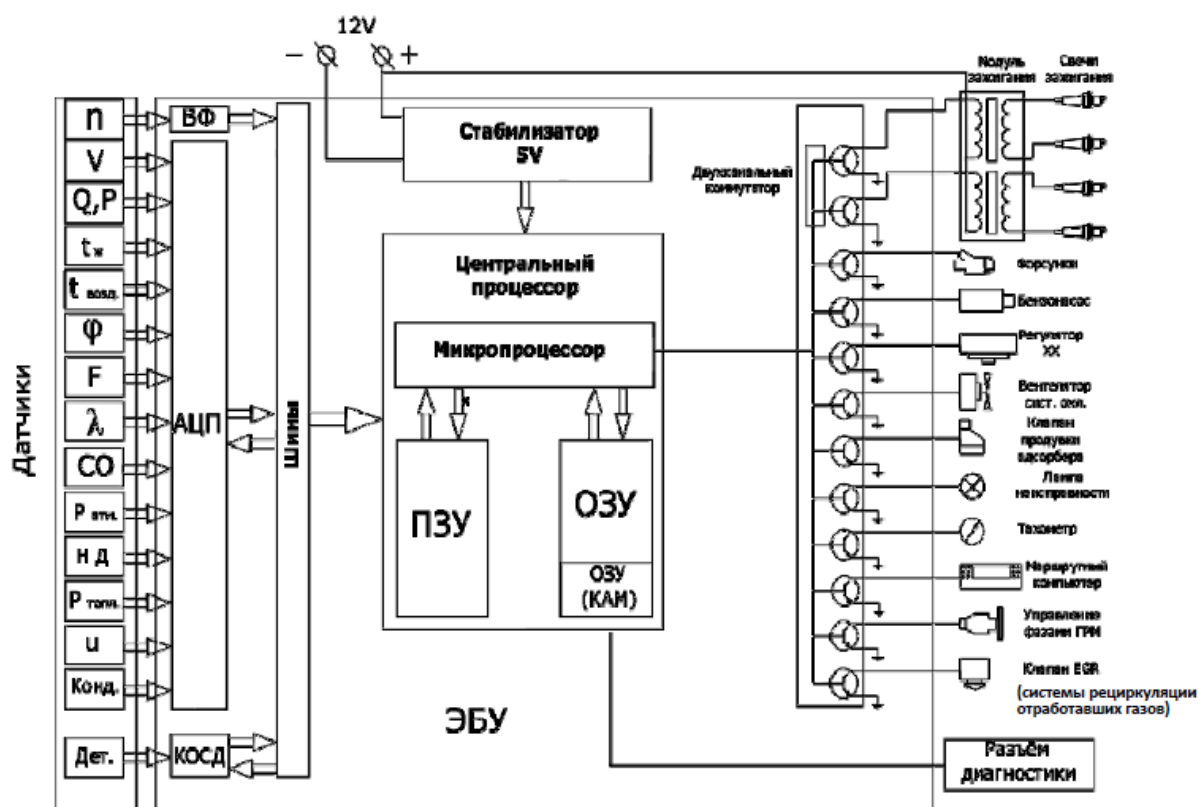 12V
− +
Модуль
зажигания
Свечи
зажигания
Датчики
n
V
Q,P
tж
t возд.
φ
F
λ
CO
P атм.
н д
P топл.
u
Конд.
Дет.
ВФ
АЦП
КОСД
Шины
Стабилизатор
5V
Центральный
процессор
Микропроцессор
ПЗУ
ОЗУ
ОЗУ
(КАМ)
ЭБУ
Двухканальный
коммутатор
Форсунки
Бензонасос
Регулятор
ХХ
Вентелятор
сист. охл.
Клапан
продувки
адсорбера
Лампа
неисправности
Тахометр
Маршрутный
компьютер
Управление
фазами ГРМ
Клапан EGR
(системы рециркуляции
отработавших газов)
Разъём
диагностики